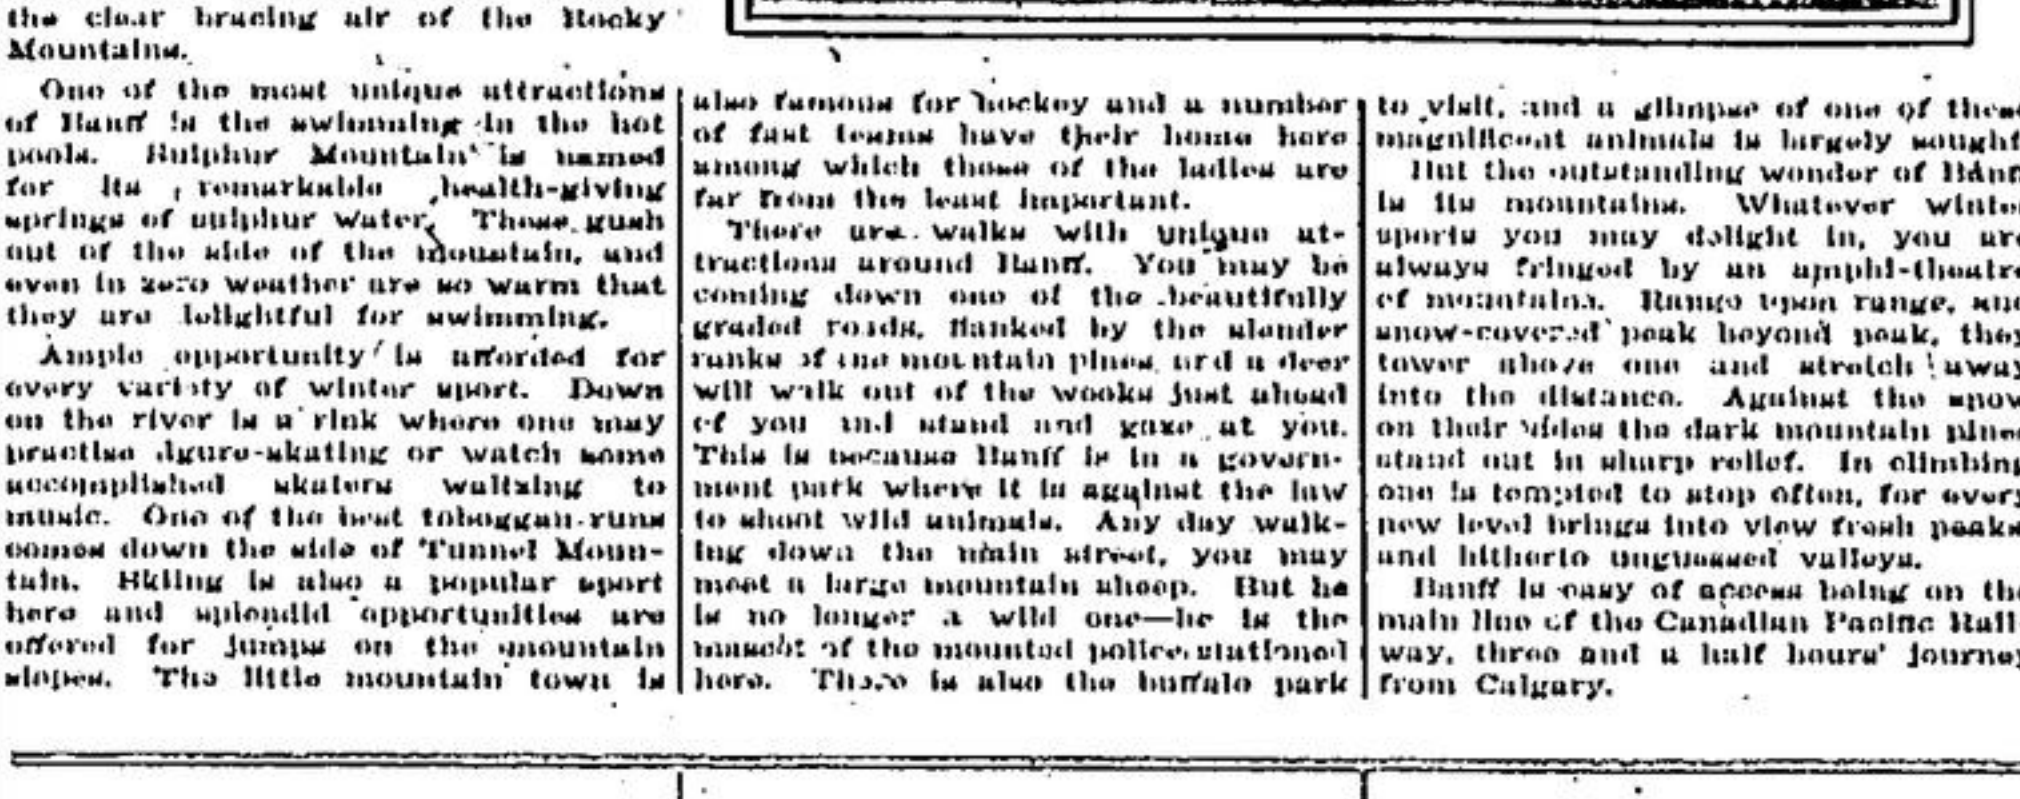 the clear bracing air of the Rocky
Mountains.
One of the most unique attractions
of Banff is the swimming in the hot
pools. Sulphur Mountain is named
for its remarkable health-giving
springs of sulphur water. These gush
out of the side of the mountain, and
even in zero weather are so warm that
they are delightful for swimming.
Ample opportunity is afforded for
every variety of winter sport. Down
on the river is a rink where one may
practise figure-skating or watch some
accomplished skaters waltzing to
music. One of the best toboggan runs
comes down the side of Tunnel Moun-
tain. Skiing is also a popular sport
here and splendid opportunities are
offered for jumps on the mountain
slopes. The little mountain town is
also famous for hockey and a number
of fast teams have their home here
among which those of the ladies are
far from the least important.
There are walks with unique at-
tractions around Banff. You may be
coming down one of the beautifully
graded roads, flanked by the slender
ranks of the mountain pines and a deer
will walk out of the wooks just ahead
of you and stand and gaze at you.
This is because Banff is in a govern-
ment park where it is against the law
to shoot wild animals. Any day walk-
ing down the main street, you may
meet a large mountain sheep. But he
is no longer a wild one—he is the
mascot of the mounted police stationed
here. There is also the buffalo park
to visit, and a glimpse of one of these
magnificent animals is largely sought
But the outstanding wonder of Banff
is its mountains. Whatever winter
sports you may delight in, you are
always fringed by an amphi-theatre
of mountains. Range upon range, and
snow-covered peak beyond peak, they
tower above one and stretch away
into the distance. Against the snow
on their sides the dark mountain pines
stand out in sharp relief. In climbing
one is tempted to stop often, for every
new level brings into view fresh peaks
and hitherto unguessed valleys.
Banff is easy of access being on the
main line of the Canadian Pacific Rail-
way, three and a half hours' journey
from Calgary.